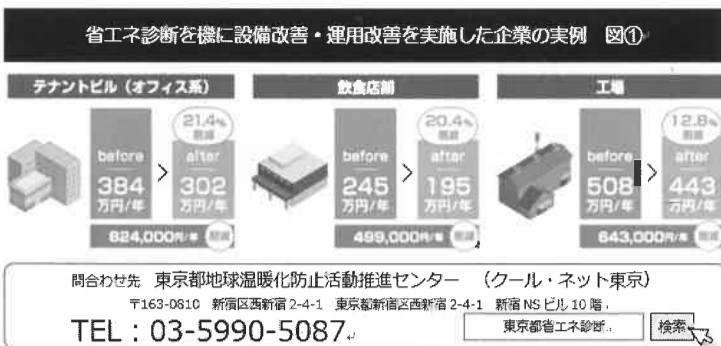 省エネ診断を機に設備改善・運用改善を実施した企業の実例 図①
テナントビル（オフィス系）
before
384
万円/年
21.4%
削減
after
302
万円/年
824,000円/年 削減
飲食店舗
before
245
万円/年
20.4%
削減
after
195
万円/年
499,000円/年 削減
工場
before
508
万円/年
12.8%
削減
after
443
万円/年
643,000円/年 削減
問合わせ先 東京都地球温暖化防止活動推進センター （クール・ネット東京）
〒163-0810 新宿区西新宿 2-4-1 東京都新宿区西新宿 2-4-1 新宿 NS ビル 10 階
TEL：03-5990-5087
東京都省エネ診断
検索